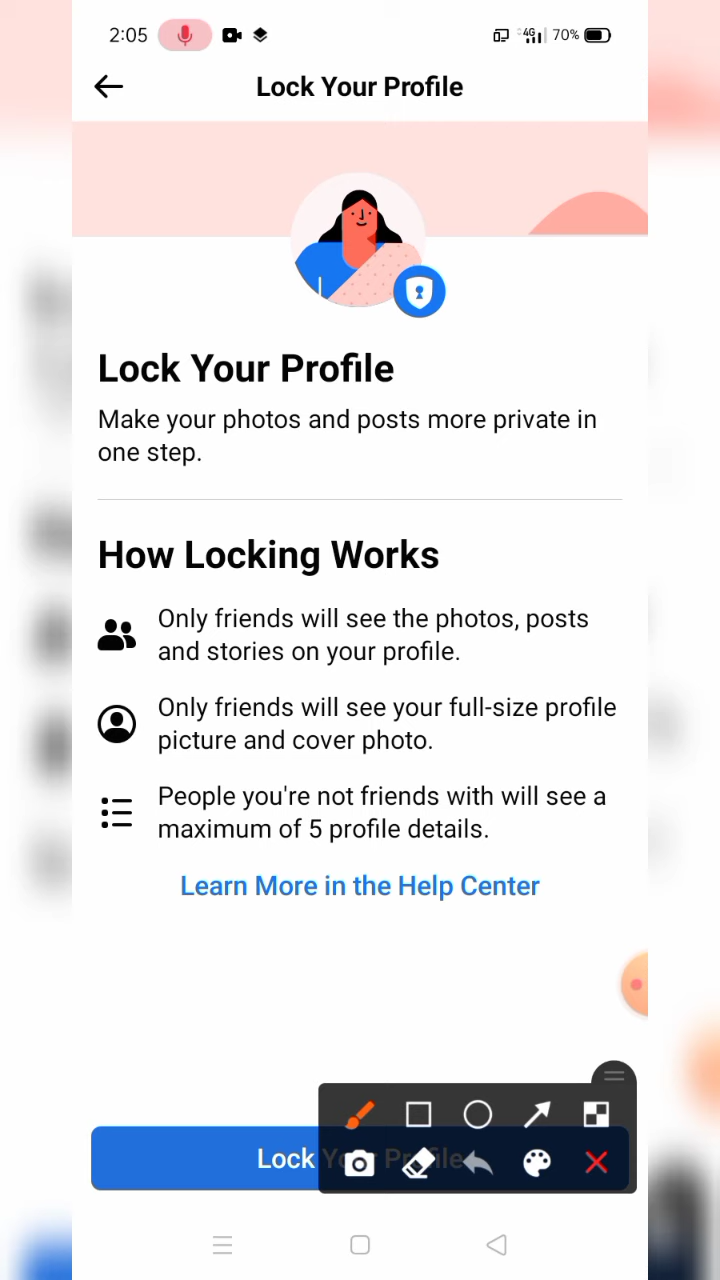 2:05
4G 70%
Lock Your Profile
Lock Your Profile
Make your photos and posts more private in
one step.
How Locking Works
Only friends will see the photos, posts
and stories on your profile.
Only friends will see your full-size profile
picture and cover photo.
People you're not friends with will see a
maximum of 5 profile details.
Learn More in the Help Center
Lock Your Profile